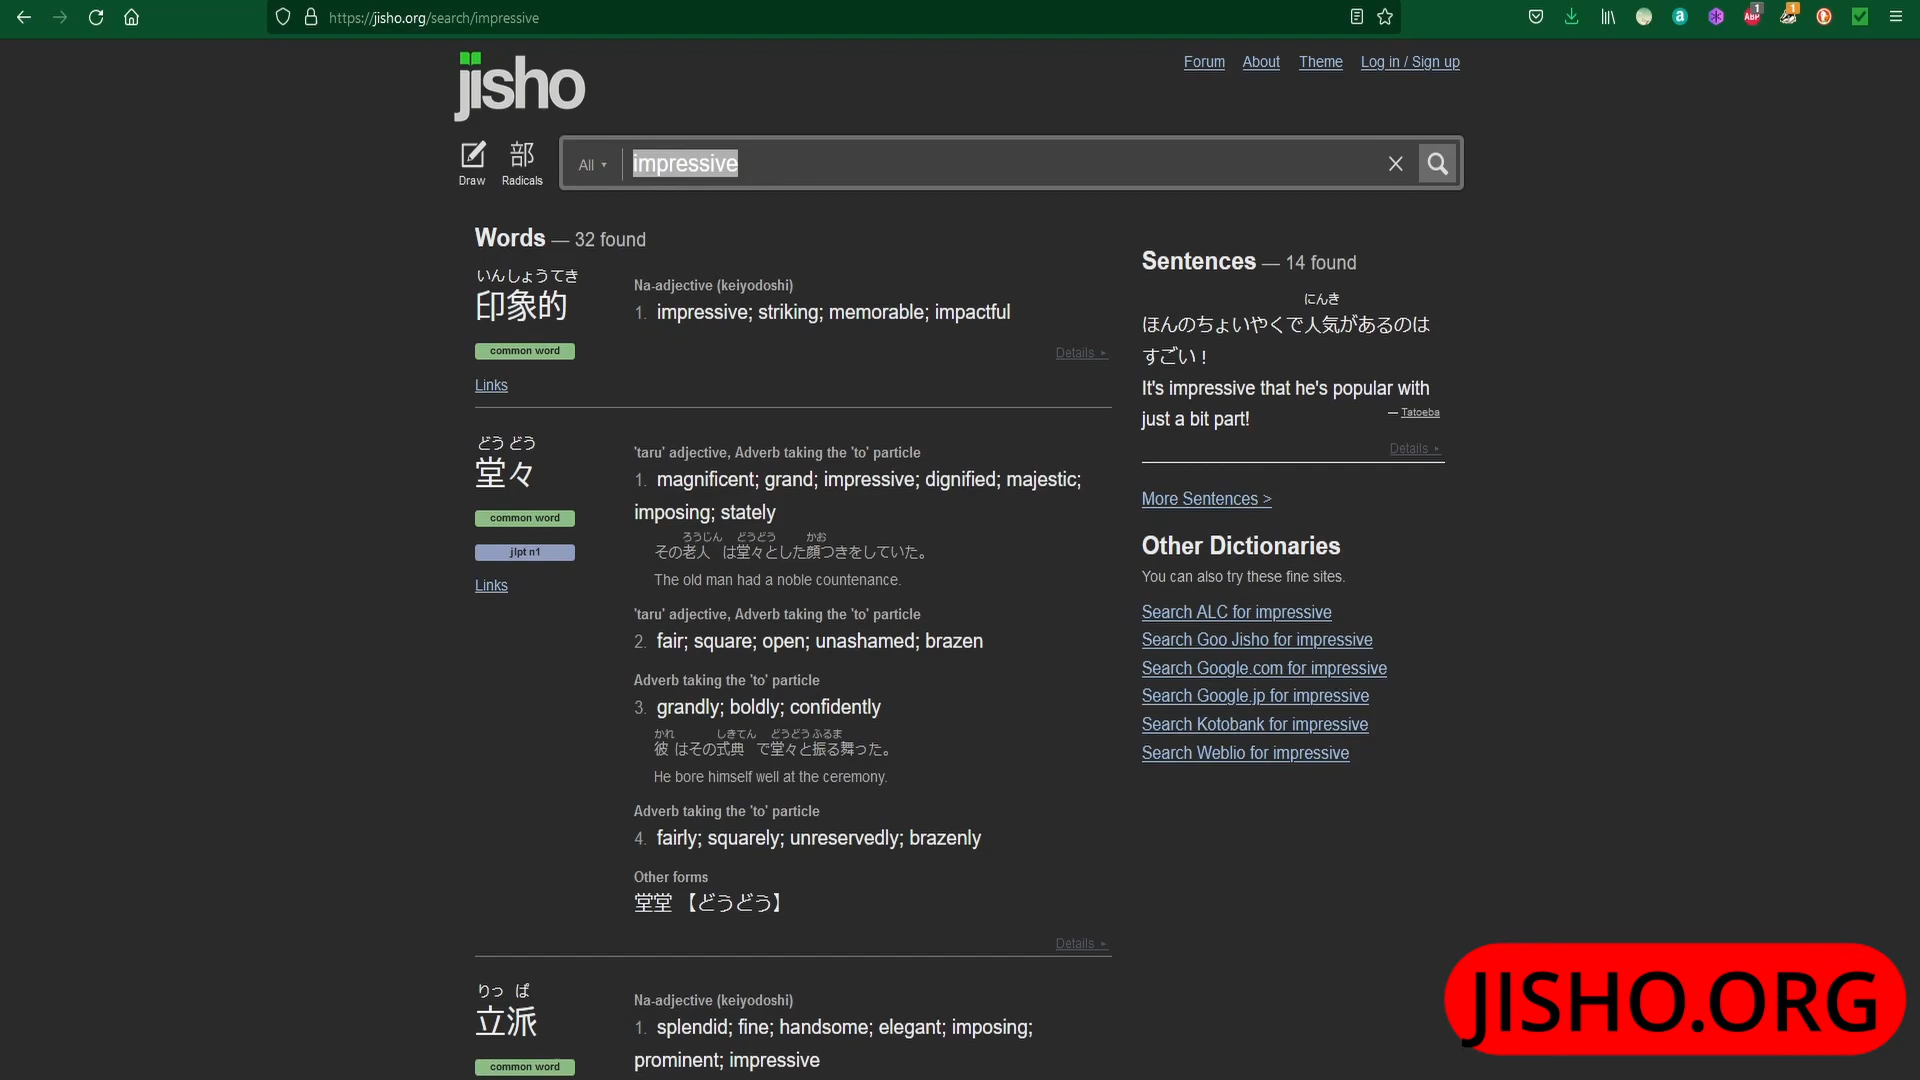 https://jisho.org/search/impressive
jisho
Forum About Theme Log in / Sign up
Draw
部
Radicals
All
impressive
Words — 32 found
いんしょうてき
印象的
common word
Links
Na-adjective (keiyodoshi)
1. impressive; striking; memorable; impactful
Details
どう どう
堂々
common word
jlpt n1
Links
'taru' adjective, Adverb taking the 'to' particle
1. magnificent; grand; impressive; dignified; majestic;
imposing; stately
ろうじん どうどう かお
その老人は堂々とした顔つきをしていた。
The old man had a noble countenance.
'taru' adjective, Adverb taking the 'to' particle
2. fair; square; open; unashamed; brazen
Adverb taking the 'to' particle
3. grandly; boldly; confidently
かれ しきてん どうどう ふるま
彼はその式典で堂々と振る舞った。
He bore himself well at the ceremony.
Adverb taking the 'to' particle
4. fairly; squarely; unreservedly; brazenly
Other forms
堂堂 【どうどう】
Details
りっ ぱ
立派
common word
Na-adjective (keiyodoshi)
1. splendid; fine; handsome; elegant; imposing;
prominent; impressive
Sentences — 14 found
にんき
ほんのちょいやくで人気があるのは
すごい！
It's impressive that he's popular with
just a bit part!
— Tatoeba
Details
More Sentences >
Other Dictionaries
You can also try these fine sites.
Search ALC for impressive
Search Goo Jisho for impressive
Search Google.com for impressive
Search Google.jp for impressive
Search Kotobank for impressive
Search Weblio for impressive
JISHO.ORG